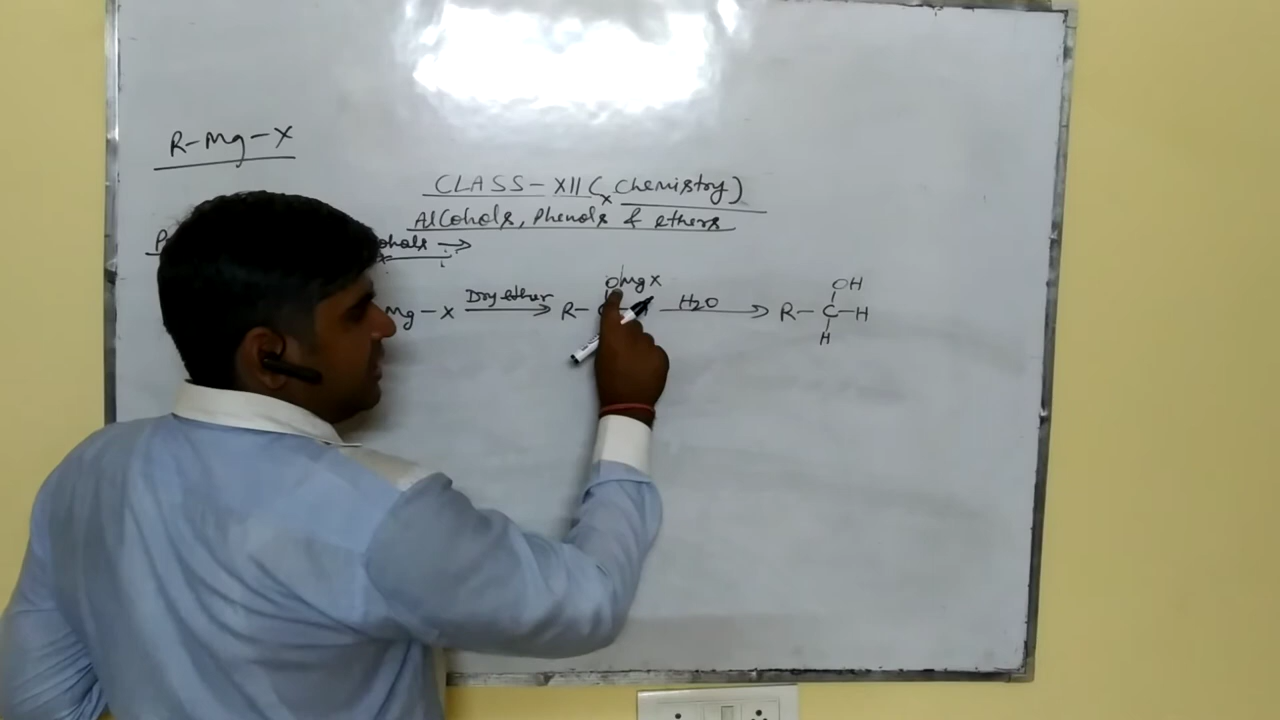 R-Mg-X
CLASS-XII (Chemistry)
x
Alcohols, Phenols & ethers
OMgX
OH
Mg-X Dry ether R- H2O R-C-H
H